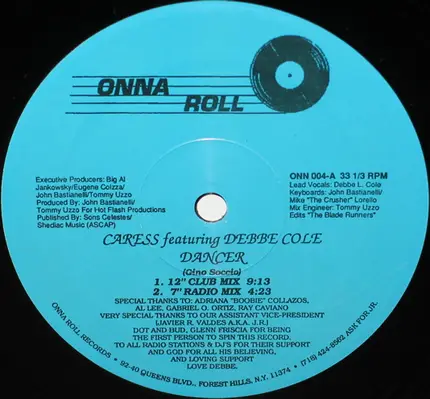 ONNA
ROLL
Executive Producers: Big Al
Jankowsky/Eugene Colzza/
John Bastianelli/Tommy Uzzo
Produced By: John Bastianelli/
Tommy Uzzo For Hot Flash Productions
Published By: Sons Celestes/
Shediac Music (ASCAP)
ONN 004-A 33 1/3 RPM
Lead Vocals: Debbe L. Cole
Keyboards: John Bastianelli/
Mike "The Crusher" Lorello
Mix Engineer: Tommy Uzzo
Edits "The Blade Runners"
CARESS featuring DEBBE COLE
DANCER
(Gino Soccio)
1. 12" CLUB MIX 9:13
2. 7" RADIO MIX 4:23
SPECIAL THANKS TO: ADRIANA "BOOBIE" COLLAZOS,
AL LEE, GABRIEL O. ORTIZ, RAY CAVIANO
VERY SPECIAL THANKS TO OUR ASSISTANT VICE-PRESIDENT
(JAVIER R. VALDES A.K.A. J.R.)
DOT AND BUD, GLENN FRISCIA FOR BEING
THE FIRST PERSON TO SPIN THIS RECORD.
TO ALL RADIO STATIONS & DJ'S FOR THEIR SUPPORT
AND GOD FOR ALL HIS BELIEVING,
AND LOVING SUPPORT
LOVE DEBBE.
ONNA ROLL RECORDS • 92-40 QUEENS BLVD., FOREST HILLS, N.Y. 11374 • (718) 424-8562 ASK FOR JR.